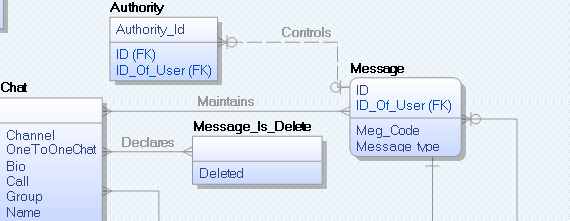 Authority
Authority_Id
ID (FK)
ID_Of_User (FK)
Controls
Message
ID
ID_Of_User (FK)
Meg_Code
Message type
Chat
Maintains
Channel
OneToOneChat
Bio
Call
Group
Name
Declares
Message_Is_Delete
Deleted